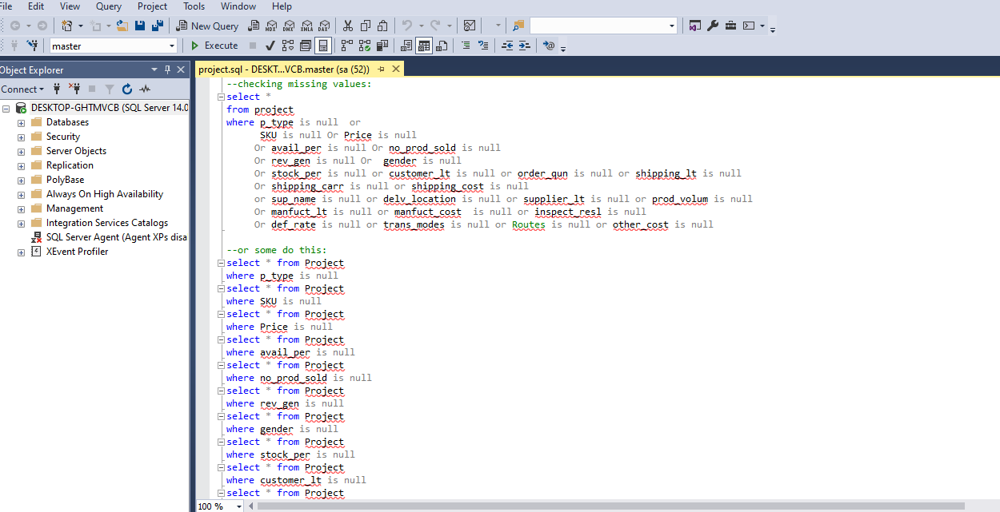 File Edit View Query Project Tools Window Help
New Query
master Execute
Object Explorer
Connect
DESKTOP-GHTMVCB (SQL Server 14.0
Databases
Security
Server Objects
Replication
PolyBase
Always On High Availability
Management
Integration Services Catalogs
SQL Server Agent (Agent XPs disa
XEvent Profiler
project.sql - DESKT...VCB.master (sa (52))
--checking missing values:
select *
from project
where p_type is null or
SKU is null Or Price is null
Or avail_per is null Or no_prod_sold is null
Or rev_gen is null Or gender is null
Or stock_per is null or customer_lt is null or order_qun is null or shipping_lt is null
Or shipping_carr is null or shipping_cost is null
or sup_name is null or delv_location is null or supplier_lt is null or prod_volum is null
Or manfuct_lt is null or manfuct_cost is null or inspect_resl is null
Or def_rate is null or trans_modes is null or Routes is null or other_cost is null
--or some do this:
select * from Project
where p_type is null
select * from Project
where SKU is null
select * from Project
where Price is null
select * from Project
where avail_per is null
select * from Project
where no_prod_sold is null
select * from Project
where rev_gen is null
select * from Project
where gender is null
select * from Project
where stock_per is null
select * from Project
where customer_lt is null
select * from Project
100 %